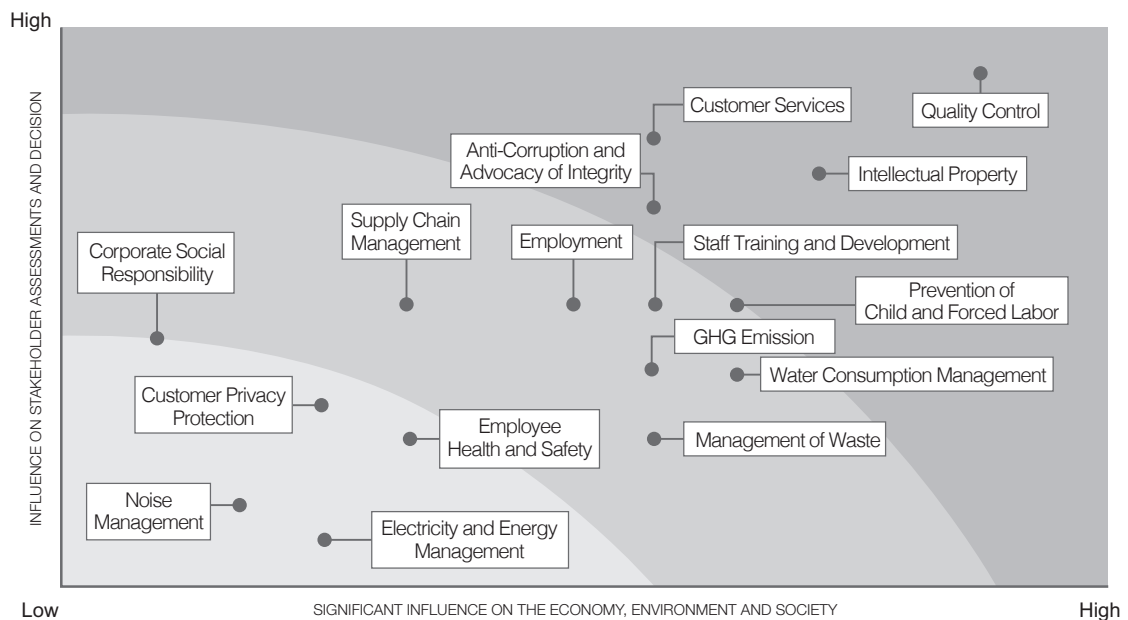 High
INFLUENCE ON STAKEHOLDER ASSESSMENTS AND DECISION
Customer Services
Quality Control
Anti-Corruption and
Advocacy of Integrity
Intellectual Property
Supply Chain
Management
Employment
Staff Training and Development
Corporate Social
Responsibility
Prevention of
Child and Forced Labor
GHG Emission
Water Consumption Management
Customer Privacy
Protection
Employee
Health and Safety
Management of Waste
Noise
Management
Electricity and Energy
Management
Low
SIGNIFICANT INFLUENCE ON THE ECONOMY, ENVIRONMENT AND SOCIETY
High